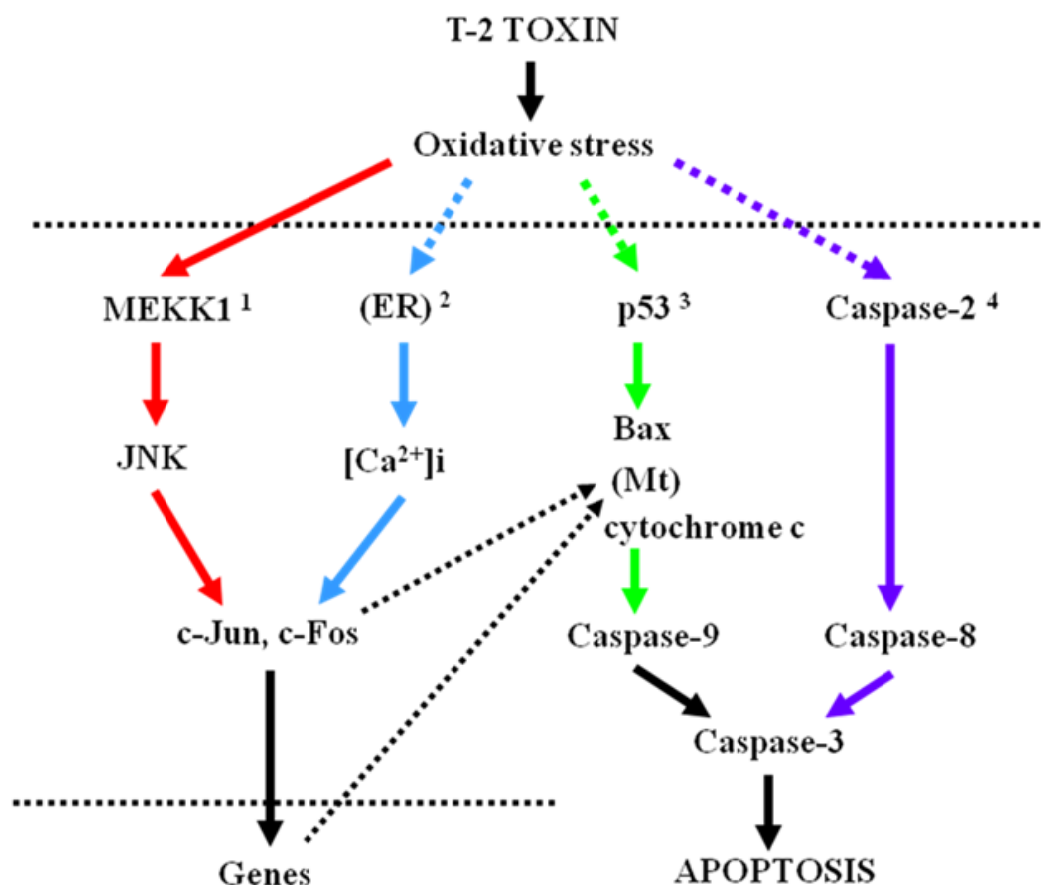 T-2 TOXIN
Oxidative stress
MEKK1 ¹ (ER) ² p53 ³ Caspase-2 ⁴
Bax
JNK [Ca²⁺]i
(Mt)
cytochrome c
c-Jun, c-Fos Caspase-9 Caspase-8
Caspase-3
Genes APOPTOSIS